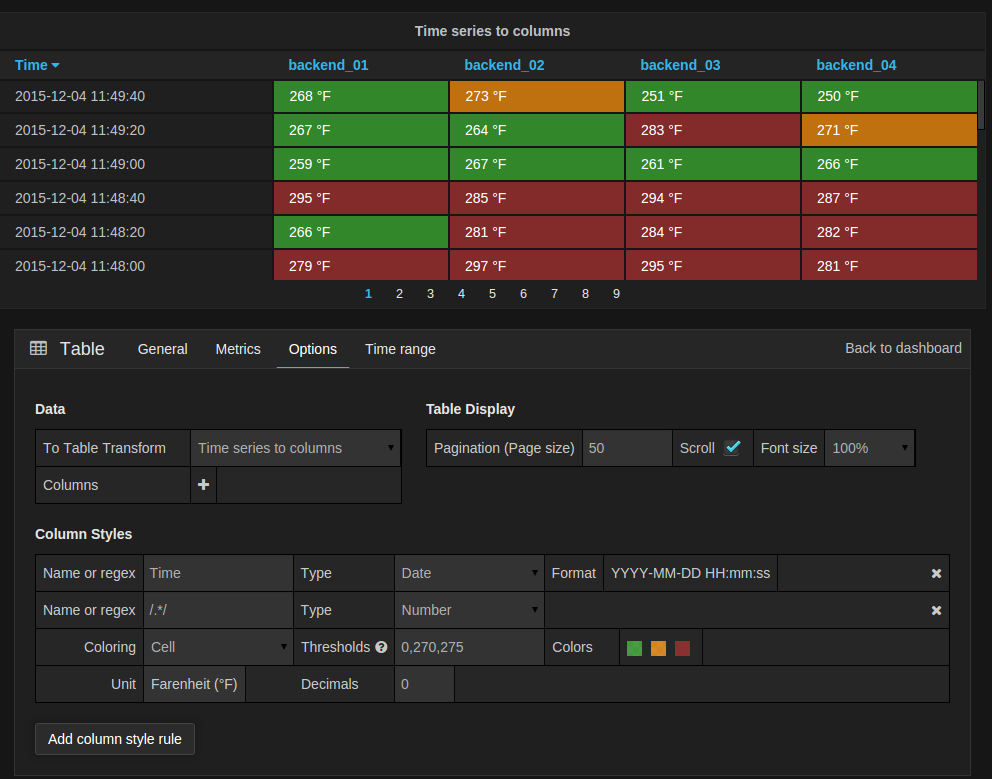 Time series to columns
Time backend_01 backend_02 backend_03 backend_04
2015-12-04 11:49:40 268 °F 273 °F 251 °F 250 °F
2015-12-04 11:49:20 267 °F 264 °F 283 °F 271 °F
2015-12-04 11:49:00 259 °F 267 °F 261 °F 266 °F
2015-12-04 11:48:40 295 °F 285 °F 294 °F 287 °F
2015-12-04 11:48:20 266 °F 281 °F 284 °F 282 °F
2015-12-04 11:48:00 279 °F 297 °F 295 °F 281 °F
1 2 3 4 5 6 7 8 9
Table General Metrics Options Time range Back to dashboard
Data Table Display
To Table Transform Time series to columns Pagination (Page size) 50 Scroll Font size 100%
Columns +
Column Styles
Name or regex Time Type Date Format YYYY-MM-DD HH:mm:ss
Name or regex /.*/ Type Number
Coloring Cell Thresholds 0,270,275 Colors
Unit Farenheit (°F) Decimals 0
Add column style rule